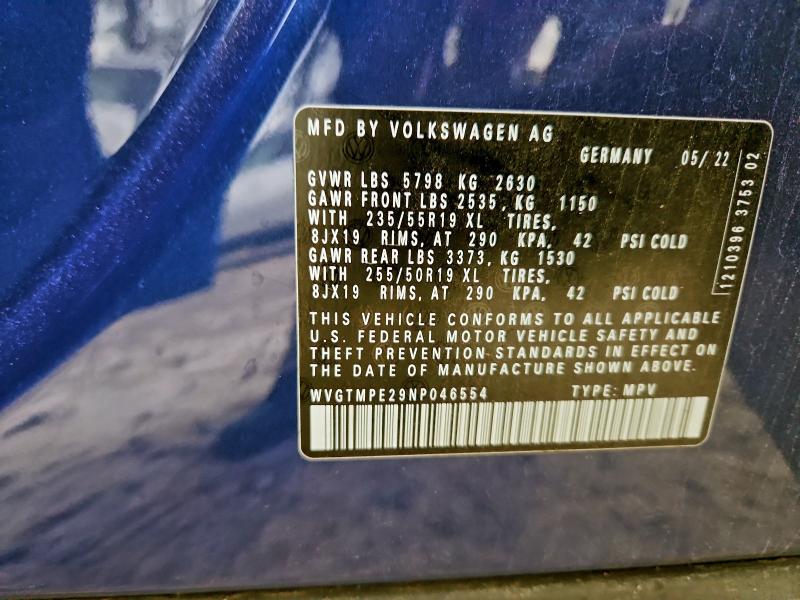 MFD BY VOLKSWAGEN AG
GERMANY 05/ 22
GVWR LBS 5798 KG 2630
GAWR FRONT LBS 2535, KG 1150
WITH 235/55R19 XL TIRES,
8JX19 RIMS, AT 290 KPA, 42 PSI COLD
GAWR REAR LBS 3373, KG 1530
WITH 255/50R19 XL TIRES,
8JX19 RIMS, AT 290 KPA, 42 PSI COLD
THIS VEHICLE CONFORMS TO ALL APPLICABLE
U.S. FEDERAL MOTOR VEHICLE SAFETY AND
THEFT PREVENTION STANDARDS IN EFFECT ON
THE DATE OF MANUFACTURE SHOWN ABOVE.
WVGTMPE29NP046554 TYPE: MPV
1210396 3753 02